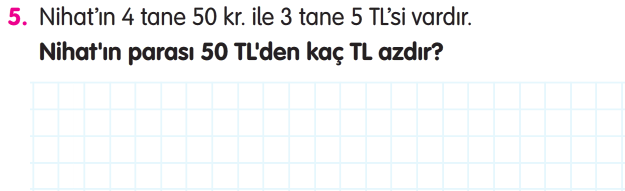 5. Nihat'ın 4 tane 50 kr. ile 3 tane 5 TL'si vardır.
Nihat'ın parası 50 TL'den kaç TL azdır?